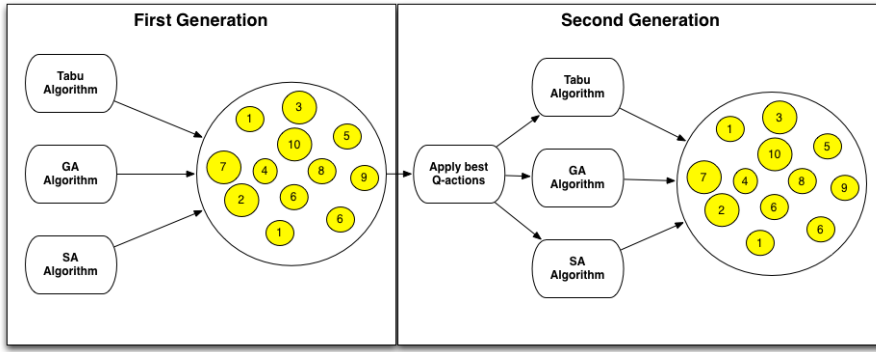 First Generation
Tabu
Algorithm
GA
Algorithm
SA
Algorithm
3
1
5
10
7
4
8
9
2
6
6
1
Second Generation
Apply best
Q-actions
Tabu
Algorithm
GA
Algorithm
SA
Algorithm
3
1
5
10
7
4
8
9
2
6
6
1